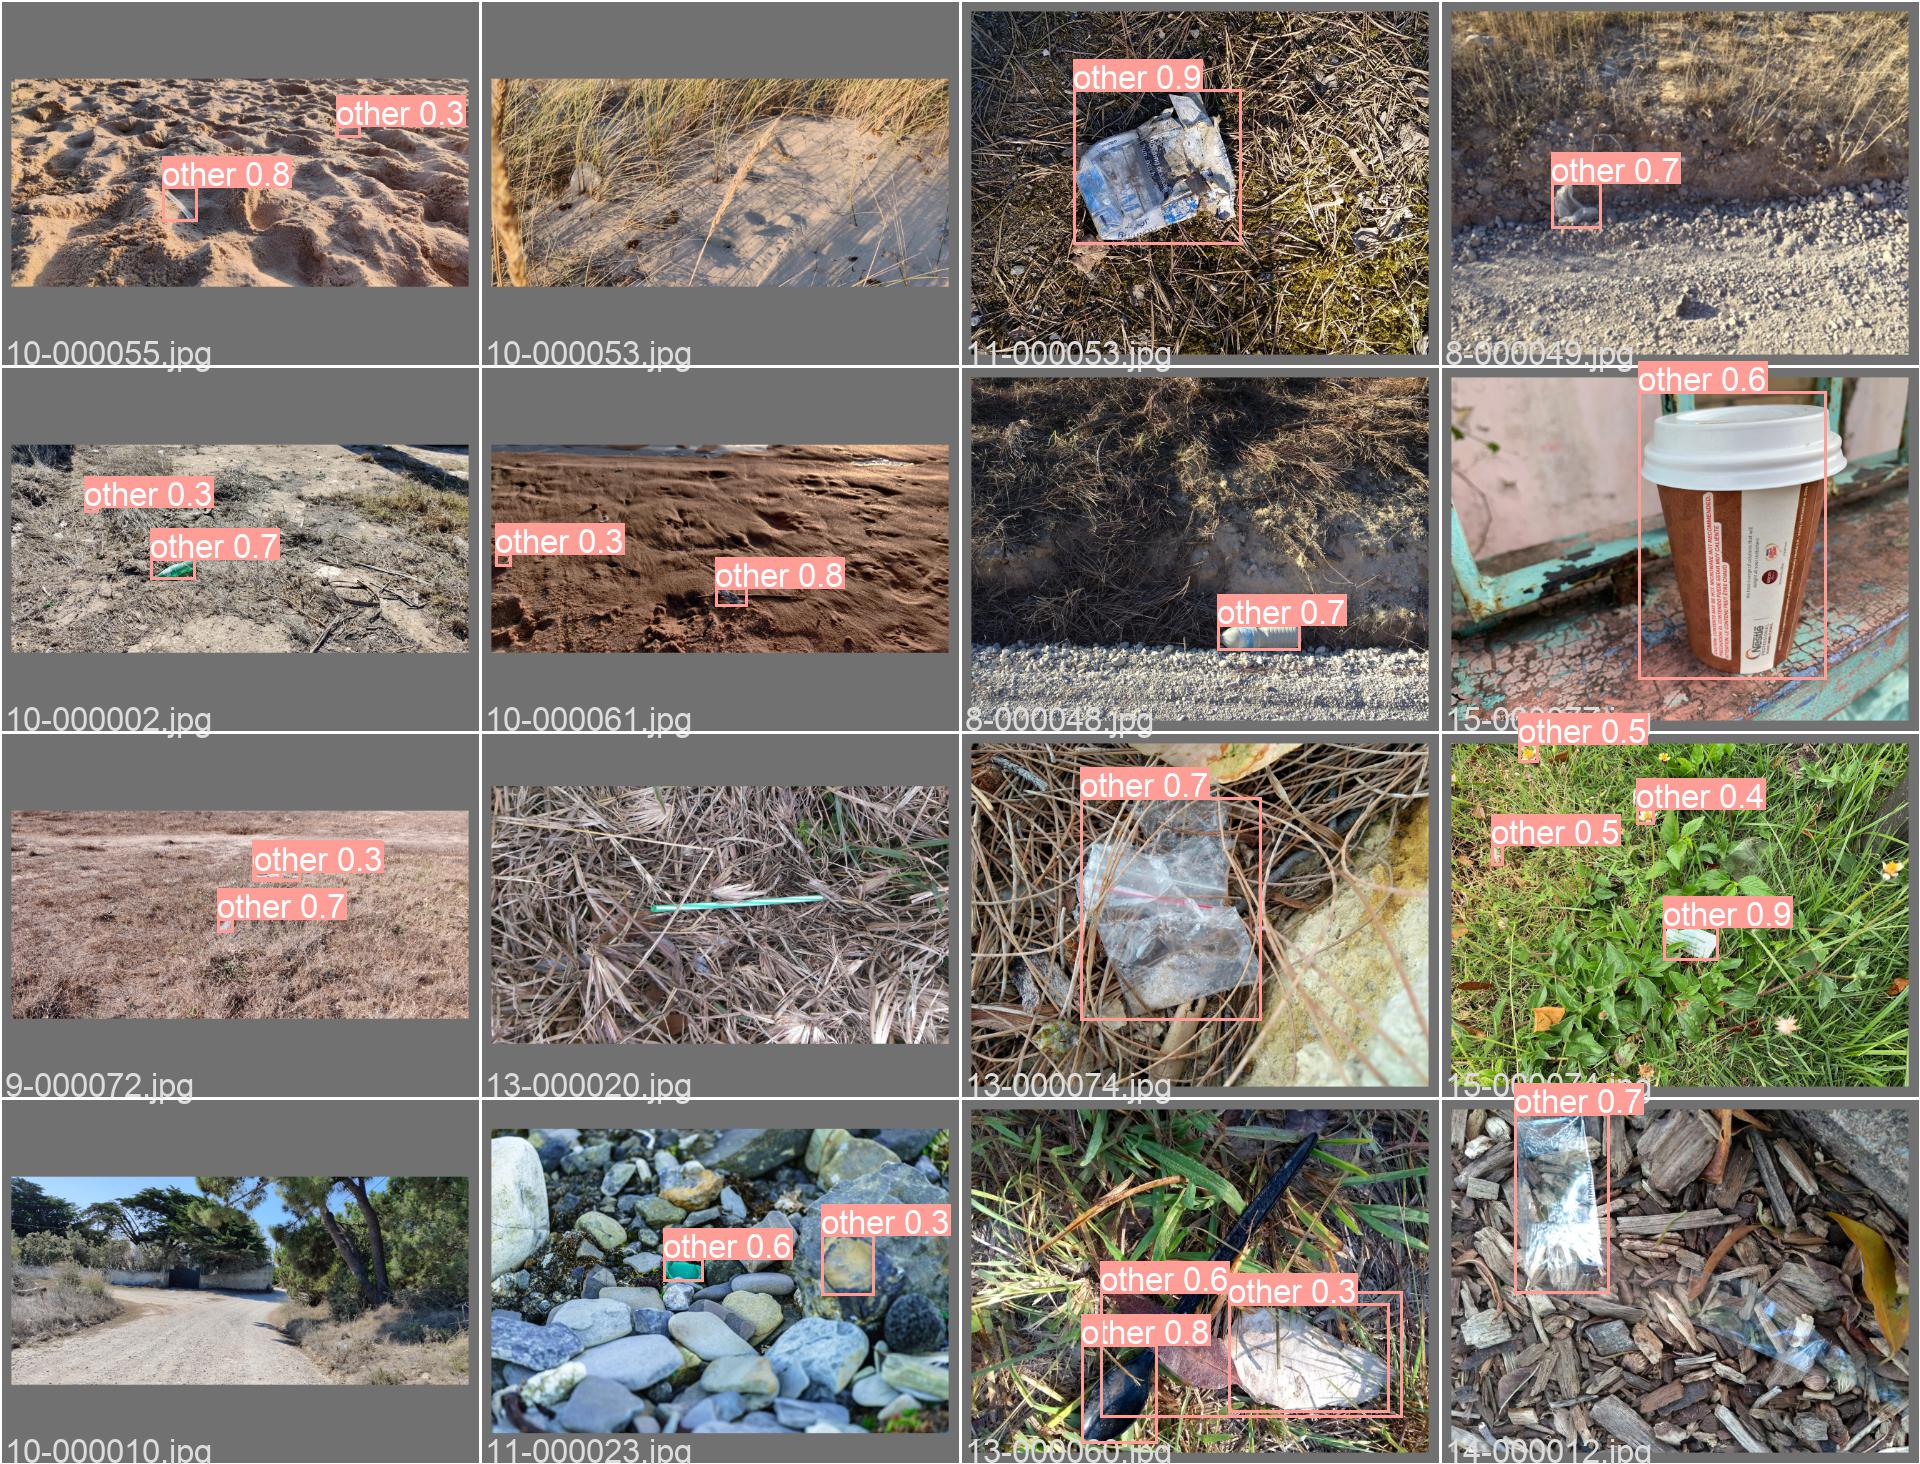 other 0.3
other 0.8
10-000055.jpg
10-000053.jpg
other 0.9
11-000053.jpg
other 0.7
8-000049.jpg
other 0.3
other 0.7
10-000002.jpg
other 0.3
other 0.8
10-000061.jpg
other 0.7
8-000048.jpg
other 0.6
Nestlé
other 0.3
other 0.7
9-000072.jpg
13-000020.jpg
other 0.7
13-000074.jpg
other 0.5
other 0.4
other 0.5
other 0.9
15-000074.jpg
10-000010.jpg
other 0.3
other 0.6
11-000023.jpg
other 0.6
other 0.3
other 0.8
13-000060.jpg
other 0.7
14-000012.jpg